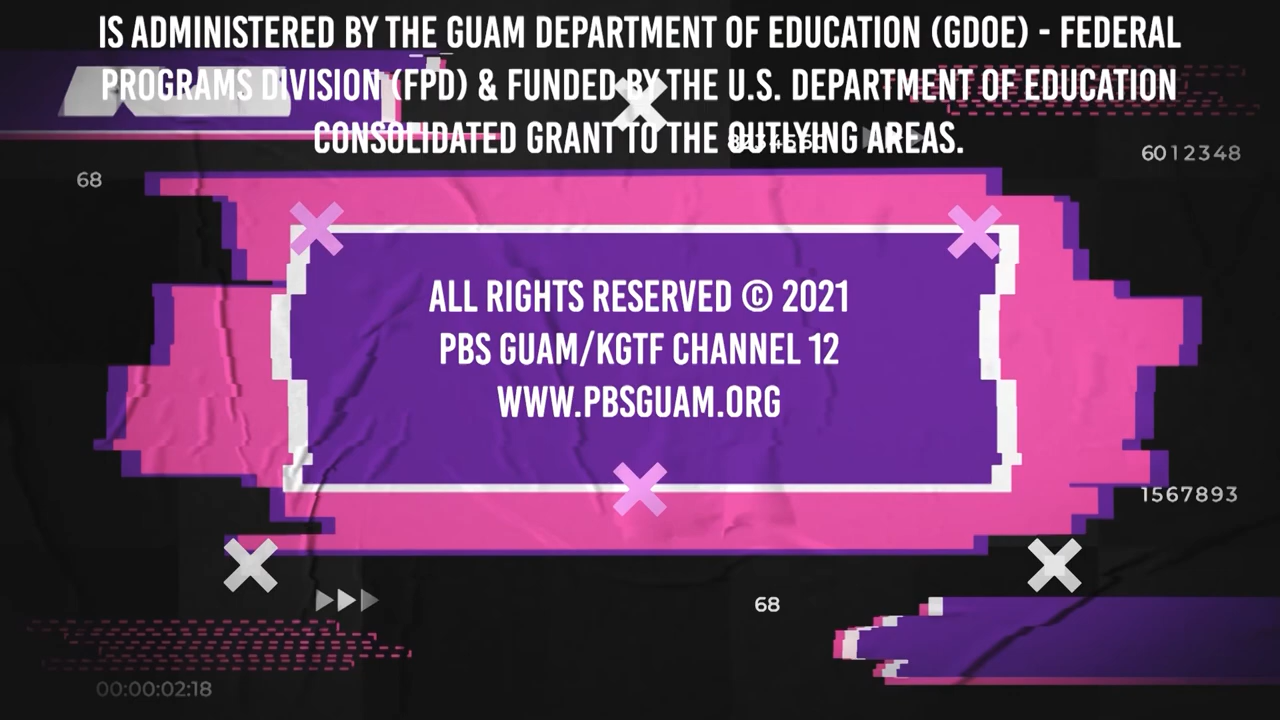 IS ADMINISTERED BY THE GUAM DEPARTMENT OF EDUCATION (GDOE) - FEDERAL
PROGRAMS DIVISION (FPD) & FUNDED BY THE U.S. DEPARTMENT OF EDUCATION
CONSOLIDATED GRANT TO THE OUTLYING AREAS.
6012348
68
ALL RIGHTS RESERVED © 2021
PBS GUAM/KGTF CHANNEL 12
WWW.PBSGUAM.ORG
1567893
68
00:00:02:18